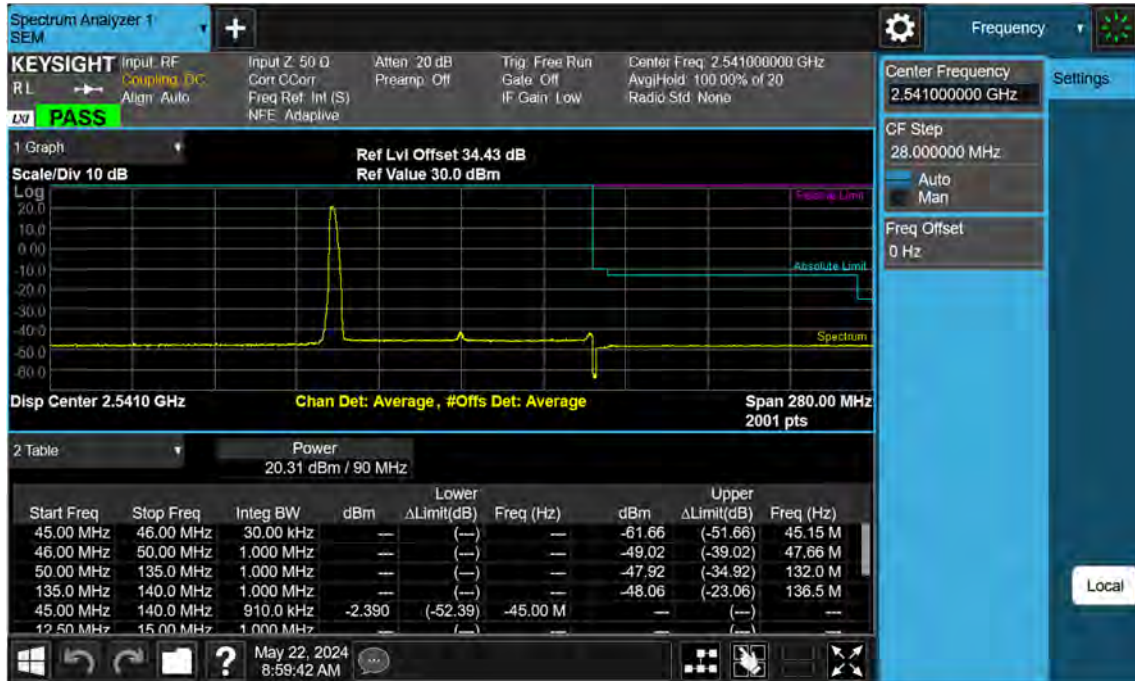 Spectrum Analyzer 1
SEM
+
Frequency
KEYSIGHT
RL
LXI
PASS
Input: RF
Coupling: DC
Align: Auto
Input Z: 50 Ω
Corr CCorr
Freq Ref: Int (S)
NFE: Adaptive
Atten: 20 dB
Preamp: Off
Trig: Free Run
Gate: Off
IF Gain: Low
Center Freq: 2.541000000 GHz
Avg|Hold: 100.00% of 20
Radio Std: None
Center Frequency
2.541000000 GHz
Settings
CF Step
28.000000 MHz
Auto
Man
Freq Offset
0 Hz
1 Graph
Scale/Div 10 dB
Ref Lvl Offset 34.43 dB
Ref Value 30.0 dBm
Log
20.0
10.0
0.00
-10.0
-20.0
-30.0
-40.0
-50.0
-60.0
Limit
Absolute Limit
Spectrum
Disp Center 2.5410 GHz
Chan Det: Average, #Offs Det: Average
Span 280.00 MHz
2001 pts
2 Table
Power
20.31 dBm / 90 MHz
Lower Upper
Start Freq Stop Freq Integ BW dBm ΔLimit(dB) Freq (Hz) dBm ΔLimit(dB) Freq (Hz)
45.00 MHz 46.00 MHz 30.00 kHz --- (---) --- -61.66 (-51.66) 45.15 M
46.00 MHz 50.00 MHz 1.000 MHz --- (---) --- -49.02 (-39.02) 47.66 M
50.00 MHz 135.0 MHz 1.000 MHz --- (---) --- -47.92 (-34.92) 132.0 M
135.0 MHz 140.0 MHz 1.000 MHz --- (---) --- -48.06 (-23.06) 136.5 M
45.00 MHz 140.0 MHz 910.0 kHz -2.390 (-52.39) -45.00 M --- (---) ---
12.50 MHz 15.00 MHz 1.000 MHz --- (---) --- --- (---) ---
Local
?
May 22, 2024
8:59:42 AM